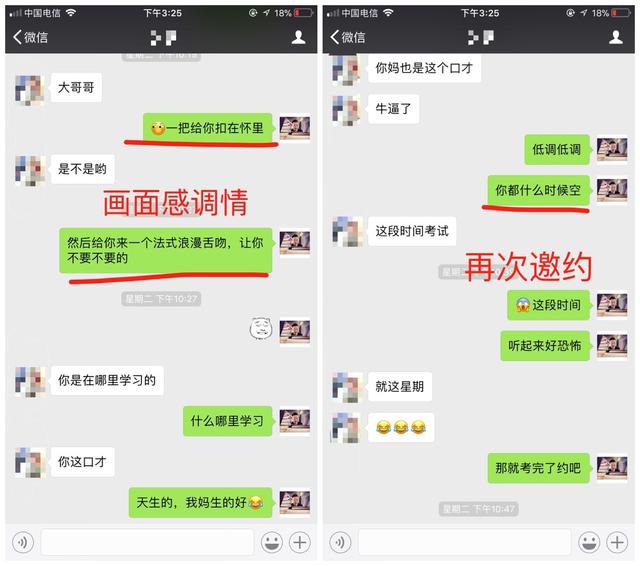 中国电信
下午3:25
18%
微信
星期二 下午10:19
大哥哥
一把给你扣在怀里
是不是哟
画面感调情
然后给你来一个法式浪漫舌吻，让你
不要不要的
星期二 下午10:27
你是在哪里学习的
什么哪里学习
你这口才
天生的，我妈生的好
中国电信
下午3:25
18%
微信
你妈也是这个口才
牛逼了
低调低调
你都什么时候空
这段时间考试
再次邀约
这段时间
听起来好恐怖
就这星期
那就考完了约吧
星期二 下午10:47